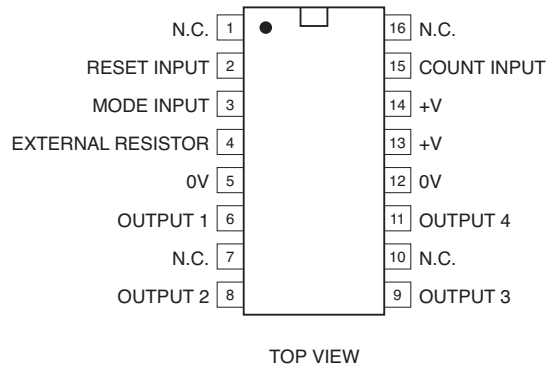 N.C. 1 16 N.C.
RESET INPUT 2 15 COUNT INPUT
MODE INPUT 3 14 +V
EXTERNAL RESISTOR 4 13 +V
0V 5 12 0V
OUTPUT 1 6 11 OUTPUT 4
N.C. 7 10 N.C.
OUTPUT 2 8 9 OUTPUT 3
TOP VIEW